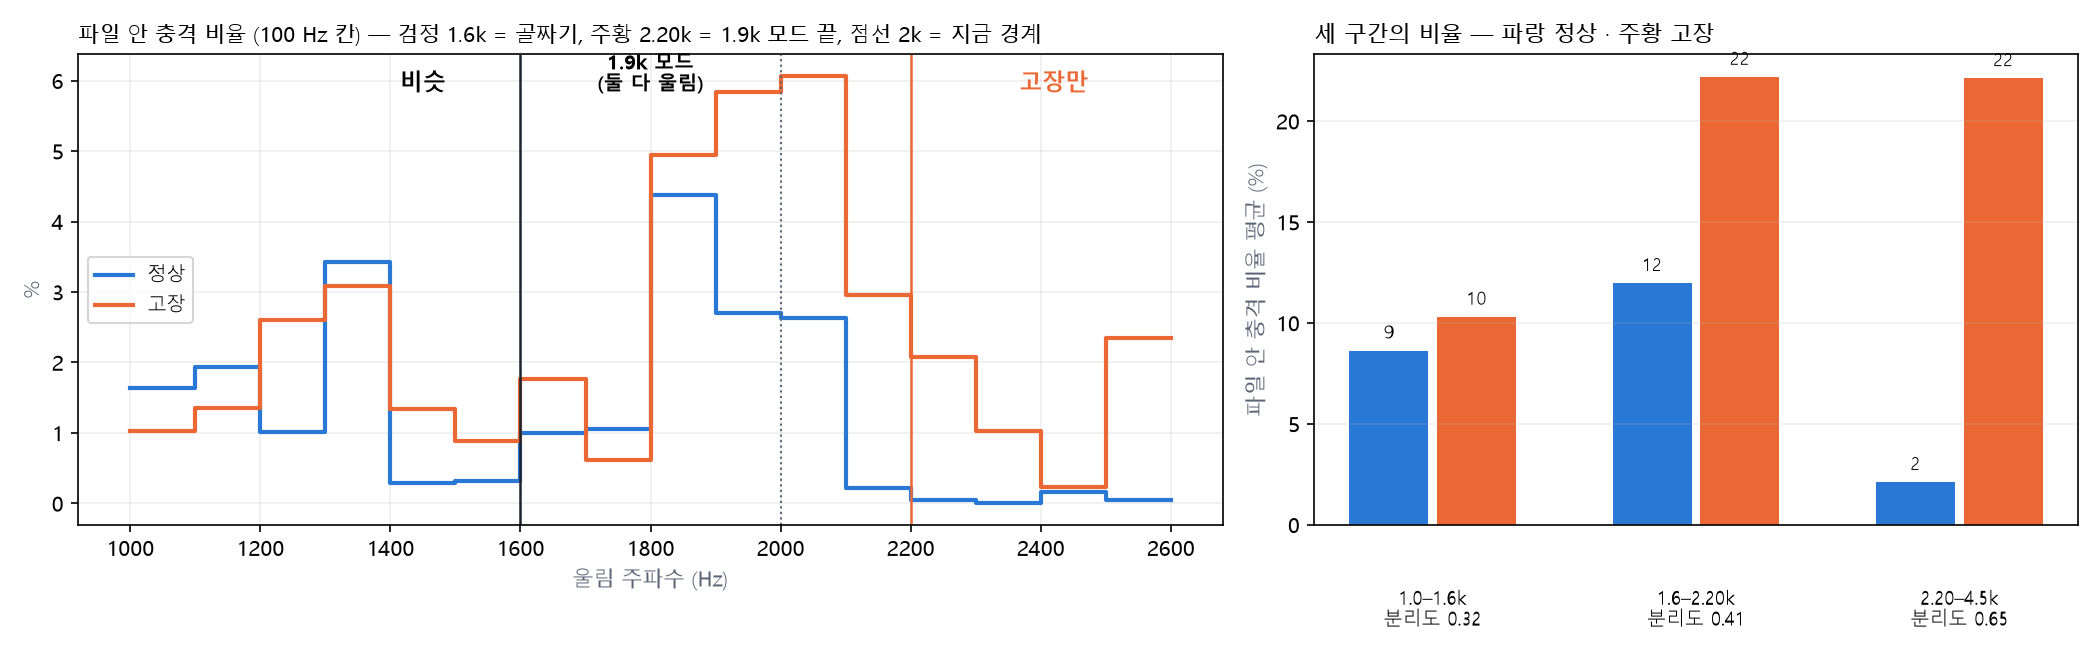 파일 안 충격 비율 (100 Hz 칸) — 검정 1.6k = 골짜기, 주황 2.20k = 1.9k 모드 끝, 점선 2k = 지금 경계
비슷
1.9k 모드
(둘 다 울림)
고장만
6
5
4
3
2
1
0
%
정상
고장
1000
1200
1400
1600
1800
2000
2200
2400
2600
울림 주파수 (Hz)
세 구간의 비율 — 파랑 정상 · 주황 고장
파일 안 충격 비율 평균 (%)
20
15
10
5
0
9
10
12
22
2
22
1.0–1.6k
분리도 0.32
1.6–2.20k
분리도 0.41
2.20–4.5k
분리도 0.65